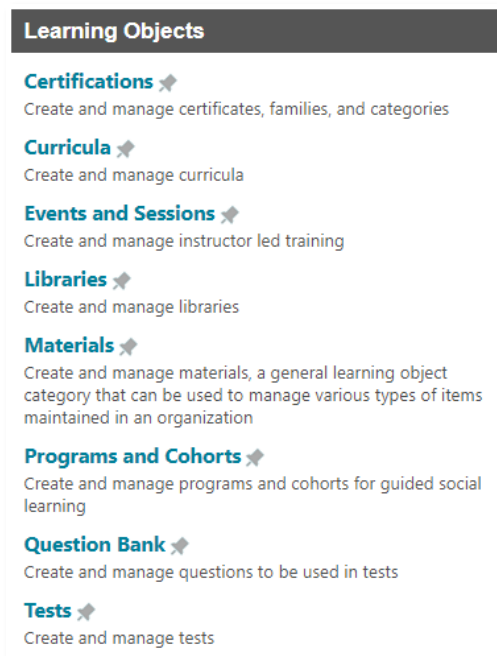 Learning Objects
Certifications
Create and manage certificates, families, and categories
Curricula
Create and manage curricula
Events and Sessions
Create and manage instructor led training
Libraries
Create and manage libraries
Materials
Create and manage materials, a general learning object
category that can be used to manage various types of items
maintained in an organization
Programs and Cohorts
Create and manage programs and cohorts for guided social
learning
Question Bank
Create and manage questions to be used in tests
Tests
Create and manage tests